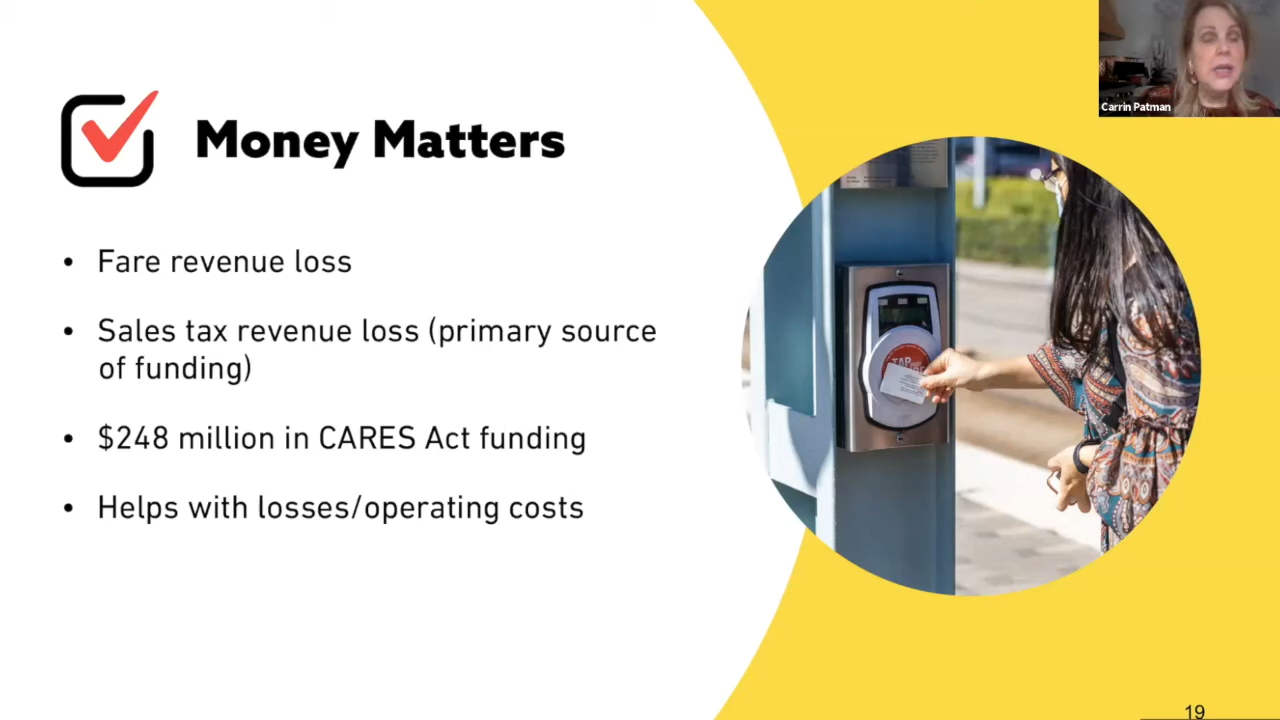 Carrin Patman
Money Matters
• Fare revenue loss
• Sales tax revenue loss (primary source
of funding)
• $248 million in CARES Act funding
• Helps with losses/operating costs
TAP
19